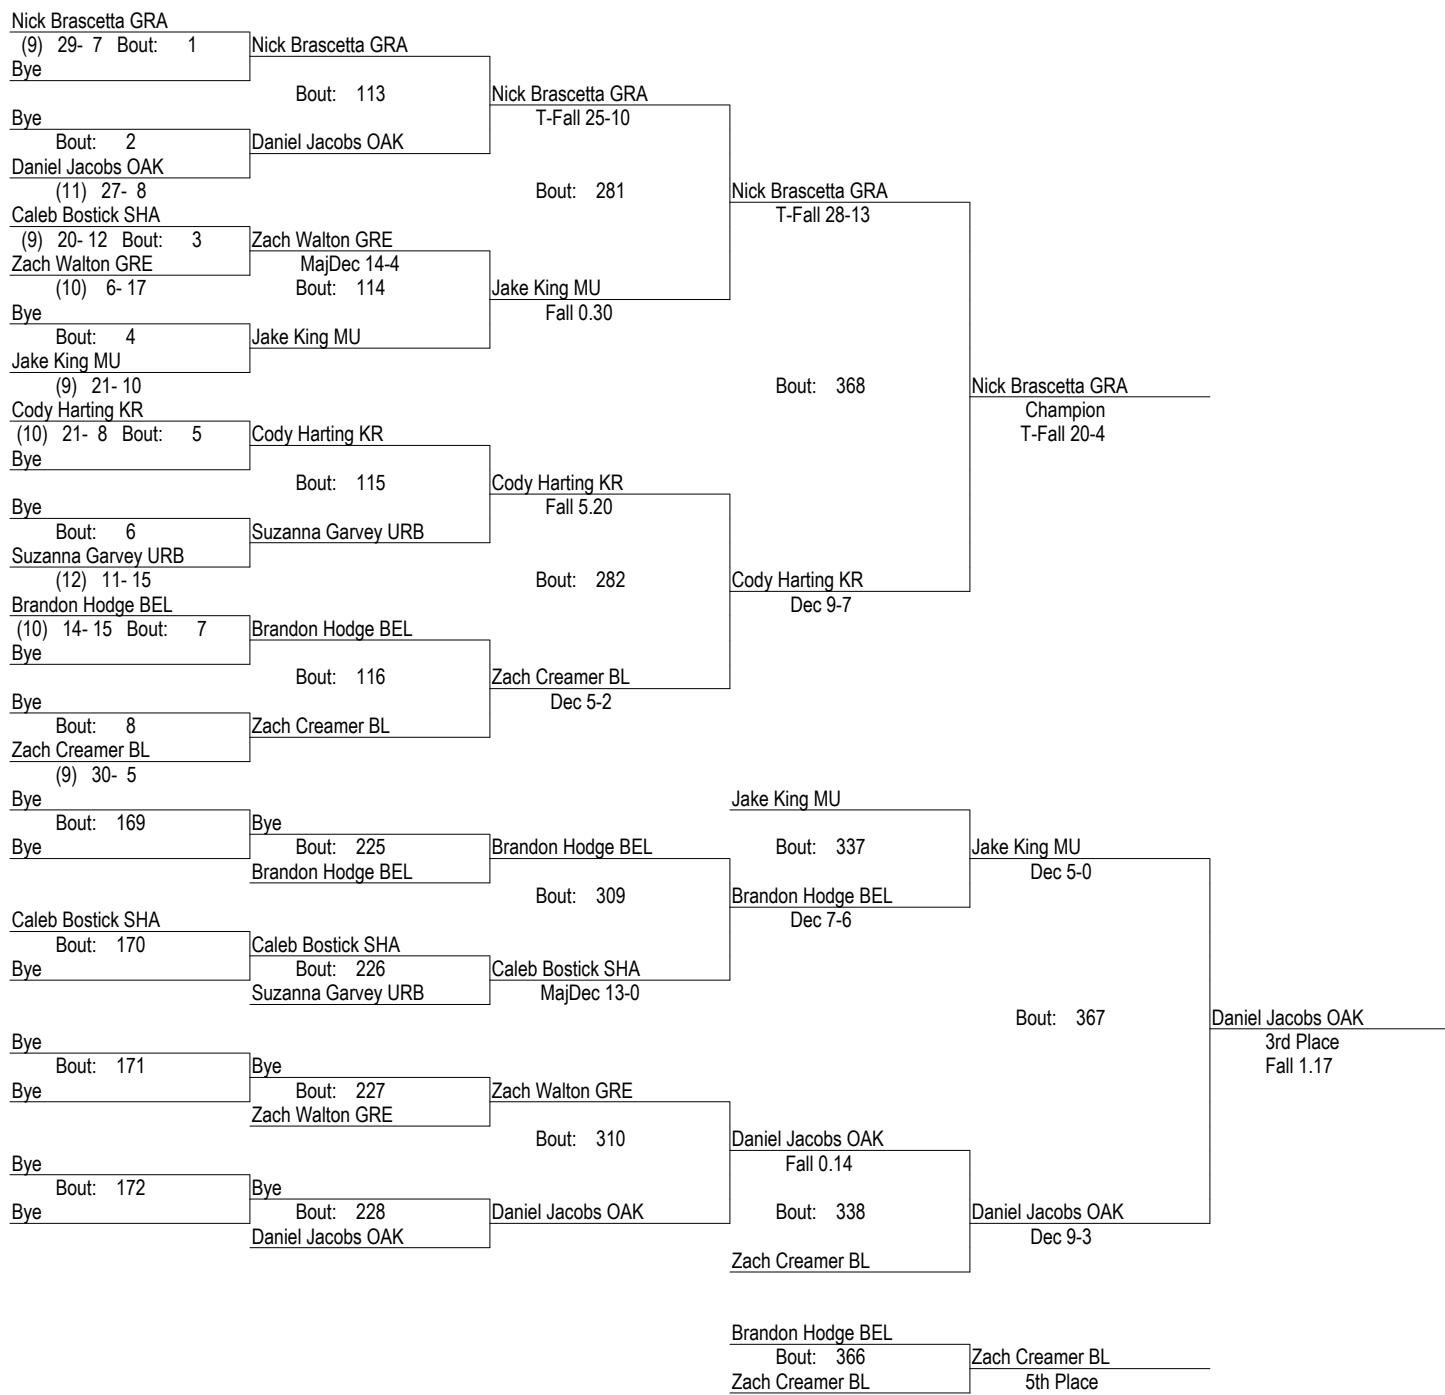 Nick Brascetta GRA
(9) 29- 7 Bout: 1 Nick Brascetta GRA
Bye
Bout: 113 Nick Brascetta GRA
Bye T-Fall 25-10
Bout: 2 Daniel Jacobs OAK
Daniel Jacobs OAK
(11) 27- 8 Bout: 281 Nick Brascetta GRA
Caleb Bostick SHA T-Fall 28-13
(9) 20- 12 Bout: 3 Zach Walton GRE
Zach Walton GRE MajDec 14-4
(10) 6- 17 Bout: 114 Jake King MU
Bye Fall 0.30
Bout: 4 Jake King MU
Jake King MU
(9) 21- 10 Bout: 368 Nick Brascetta GRA
Cody Harting KR Champion
(10) 21- 8 Bout: 5 Cody Harting KR T-Fall 20-4
Bye
Bout: 115 Cody Harting KR
Bye Fall 5.20
Bout: 6 Suzanna Garvey URB
Suzanna Garvey URB
(12) 11- 15 Bout: 282 Cody Harting KR
Brandon Hodge BEL Dec 9-7
(10) 14- 15 Bout: 7 Brandon Hodge BEL
Bye
Bout: 116 Zach Creamer BL
Bye Dec 5-2
Bout: 8 Zach Creamer BL
Zach Creamer BL
(9) 30- 5
Bye Jake King MU
Bout: 169 Bye
Bye Bout: 225 Brandon Hodge BEL Bout: 337 Jake King MU
Brandon Hodge BEL Dec 5-0
Bout: 309 Brandon Hodge BEL
Caleb Bostick SHA Dec 7-6
Bout: 170 Caleb Bostick SHA
Bye Bout: 226 Caleb Bostick SHA
Suzanna Garvey URB MajDec 13-0
Bout: 367 Daniel Jacobs OAK
Bye 3rd Place
Bout: 171 Bye Fall 1.17
Bye Bout: 227 Zach Walton GRE
Zach Walton GRE
Bout: 310 Daniel Jacobs OAK
Bye Fall 0.14
Bout: 172 Bye
Bye Bout: 228 Daniel Jacobs OAK Bout: 338 Daniel Jacobs OAK
Daniel Jacobs OAK Dec 9-3
Zach Creamer BL
Brandon Hodge BEL
Bout: 366 Zach Creamer BL
Zach Creamer BL 5th Place